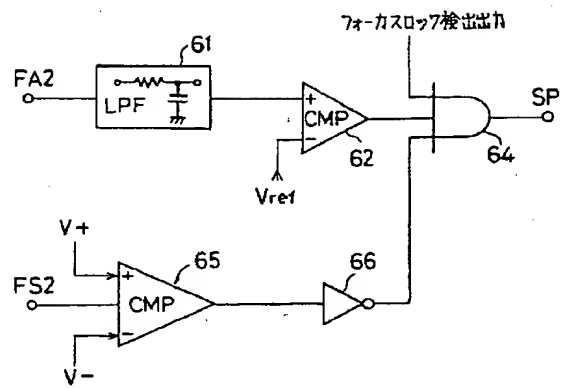 フォーカスロック検出出力
61
FA2
LPF
+
CMP
-
62
Vref
SP
64
V+
65
66
FS2
+
CMP
-
V-